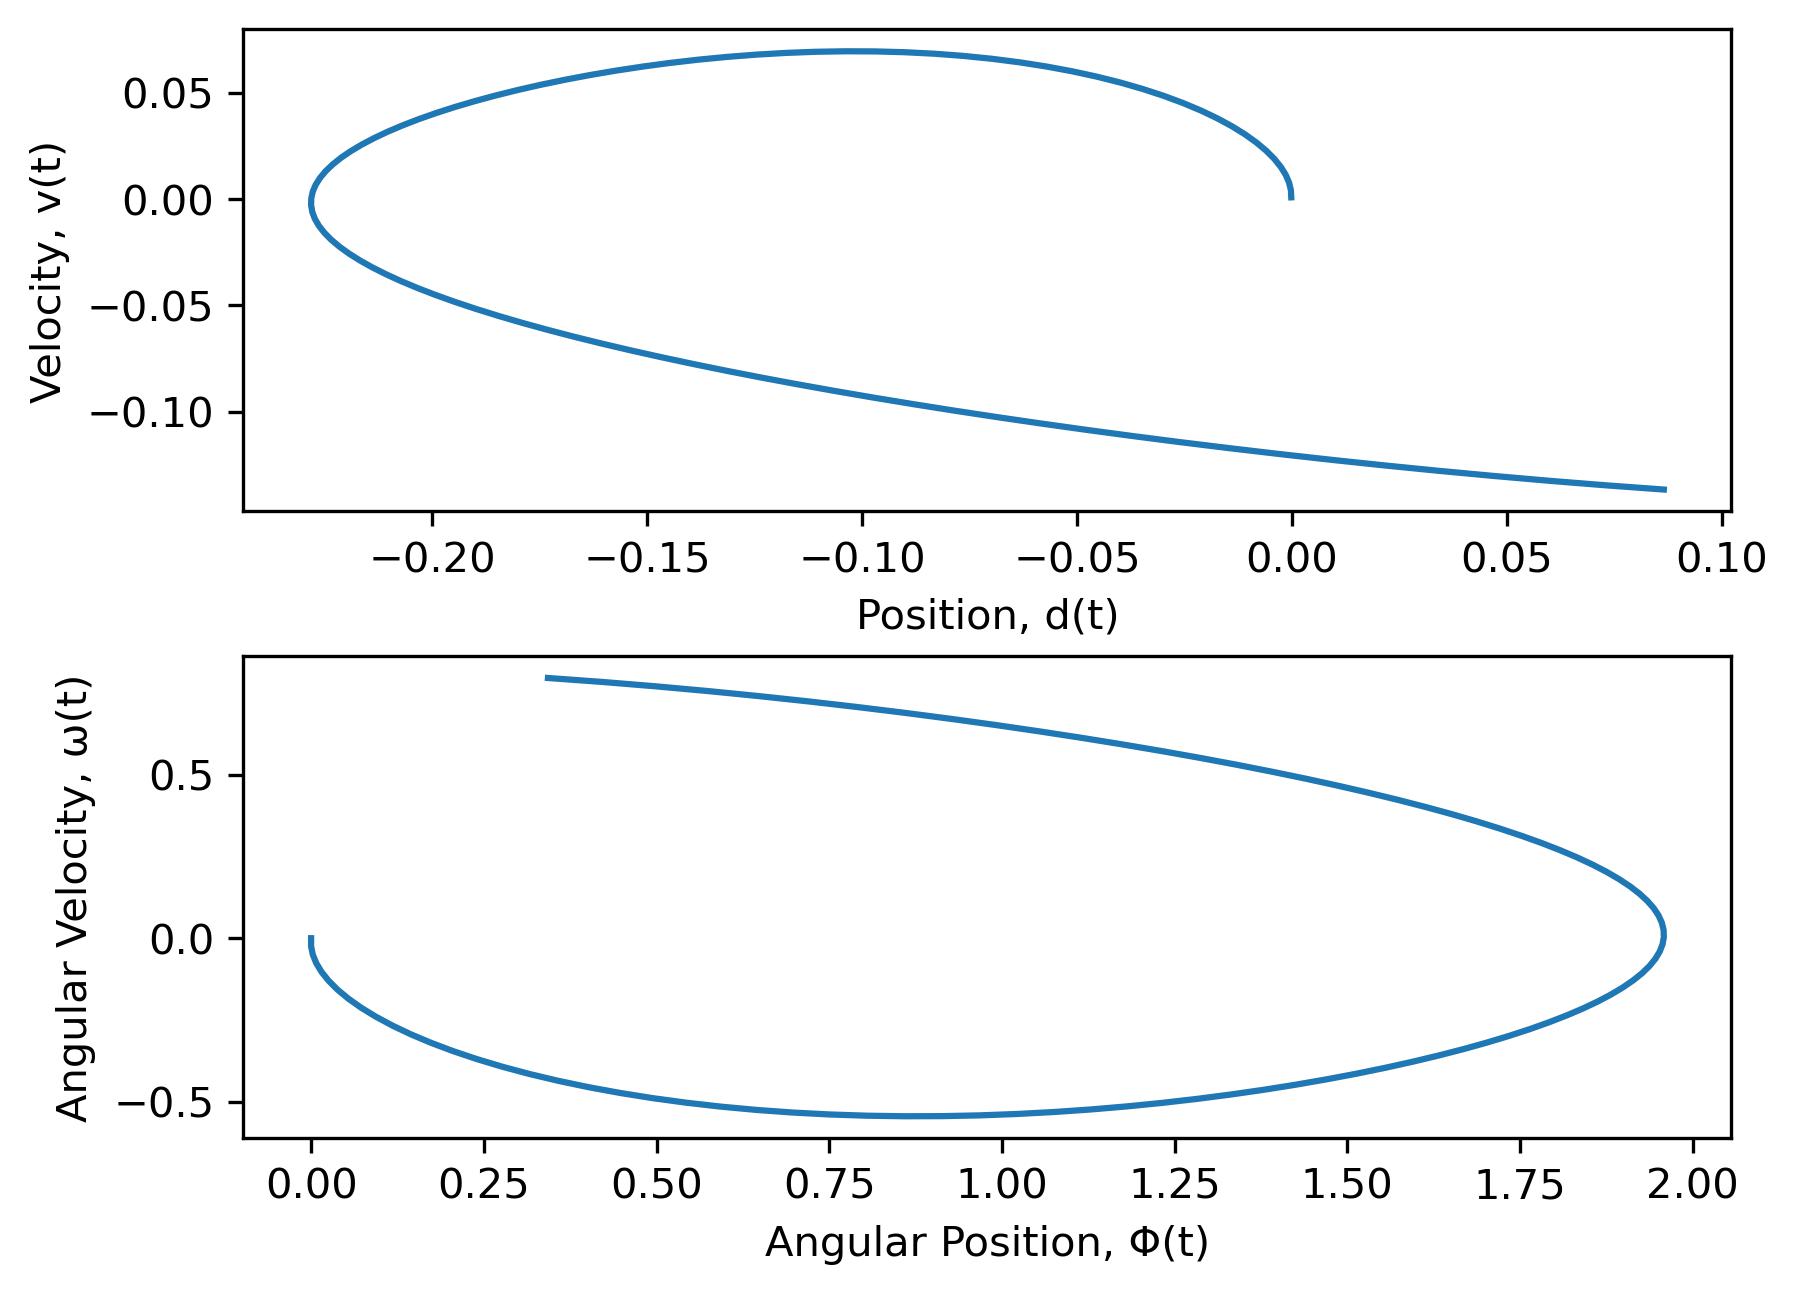 Velocity, v(t)
0.05
0.00
−0.05
−0.10
−0.20 −0.15 −0.10 −0.05 0.00 0.05 0.10
Position, d(t)
Angular Velocity, ω(t)
0.5
0.0
−0.5
0.00 0.25 0.50 0.75 1.00 1.25 1.50 1.75 2.00
Angular Position, Φ(t)